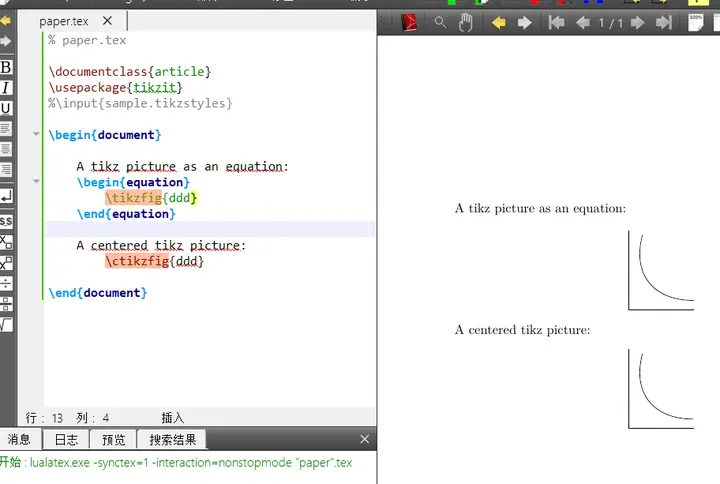 paper.tex
% paper.tex
\documentclass{article}
\usepackage{tikzit}
%\input{sample.tikzstyles}
\begin{document}
A tikz picture as an equation:
\begin{equation}
\tikzfig{ddd}
\end{equation}
A centered tikz picture:
\ctikzfig{ddd}
\end{document}
行: 13 列: 4 插入
消息 日志 预览 搜索结果
开始 : lualatex.exe -synctex=1 -interaction=nonstopmode "paper".tex
1 / 1
100%
A tikz picture as an equation:
A centered tikz picture:
B
I
U
$,$